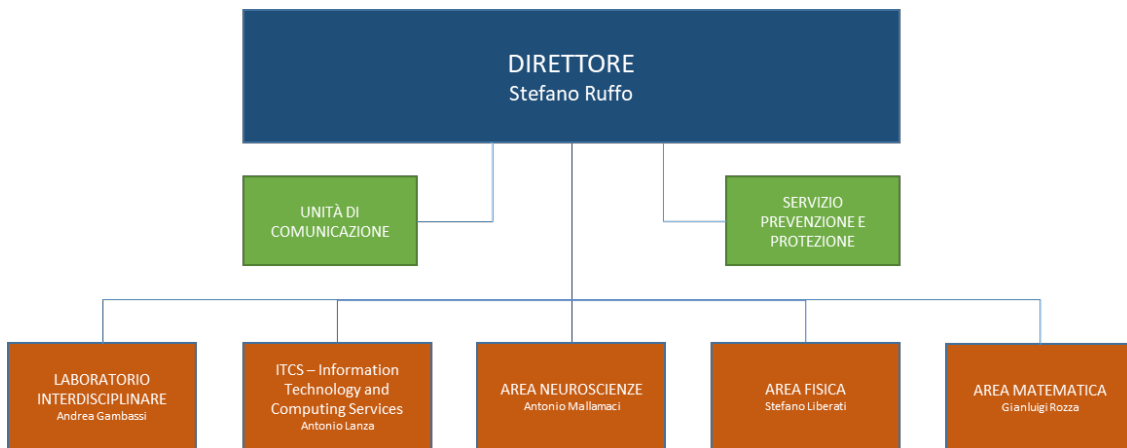 DIRETTORE
Stefano Ruffo
UNITÀ DI
COMUNICAZIONE
SERVIZIO
PREVENZIONE E
PROTEZIONE
LABORATORIO
INTERDISCIPLINARE
Andrea Gambassi
ITCS – Information
Technology and
Computing Services
Antonio Lanza
AREA NEUROSCIENZE
Antonio Mallamaci
AREA FISICA
Stefano Liberati
AREA MATEMATICA
Gianluigi Rozza